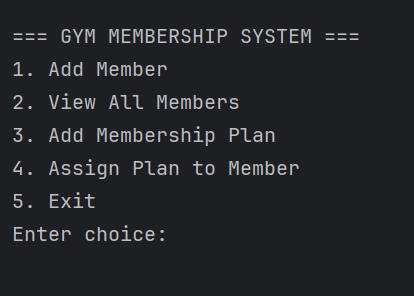 === GYM MEMBERSHIP SYSTEM ===
1. Add Member
2. View All Members
3. Add Membership Plan
4. Assign Plan to Member
5. Exit
Enter choice: